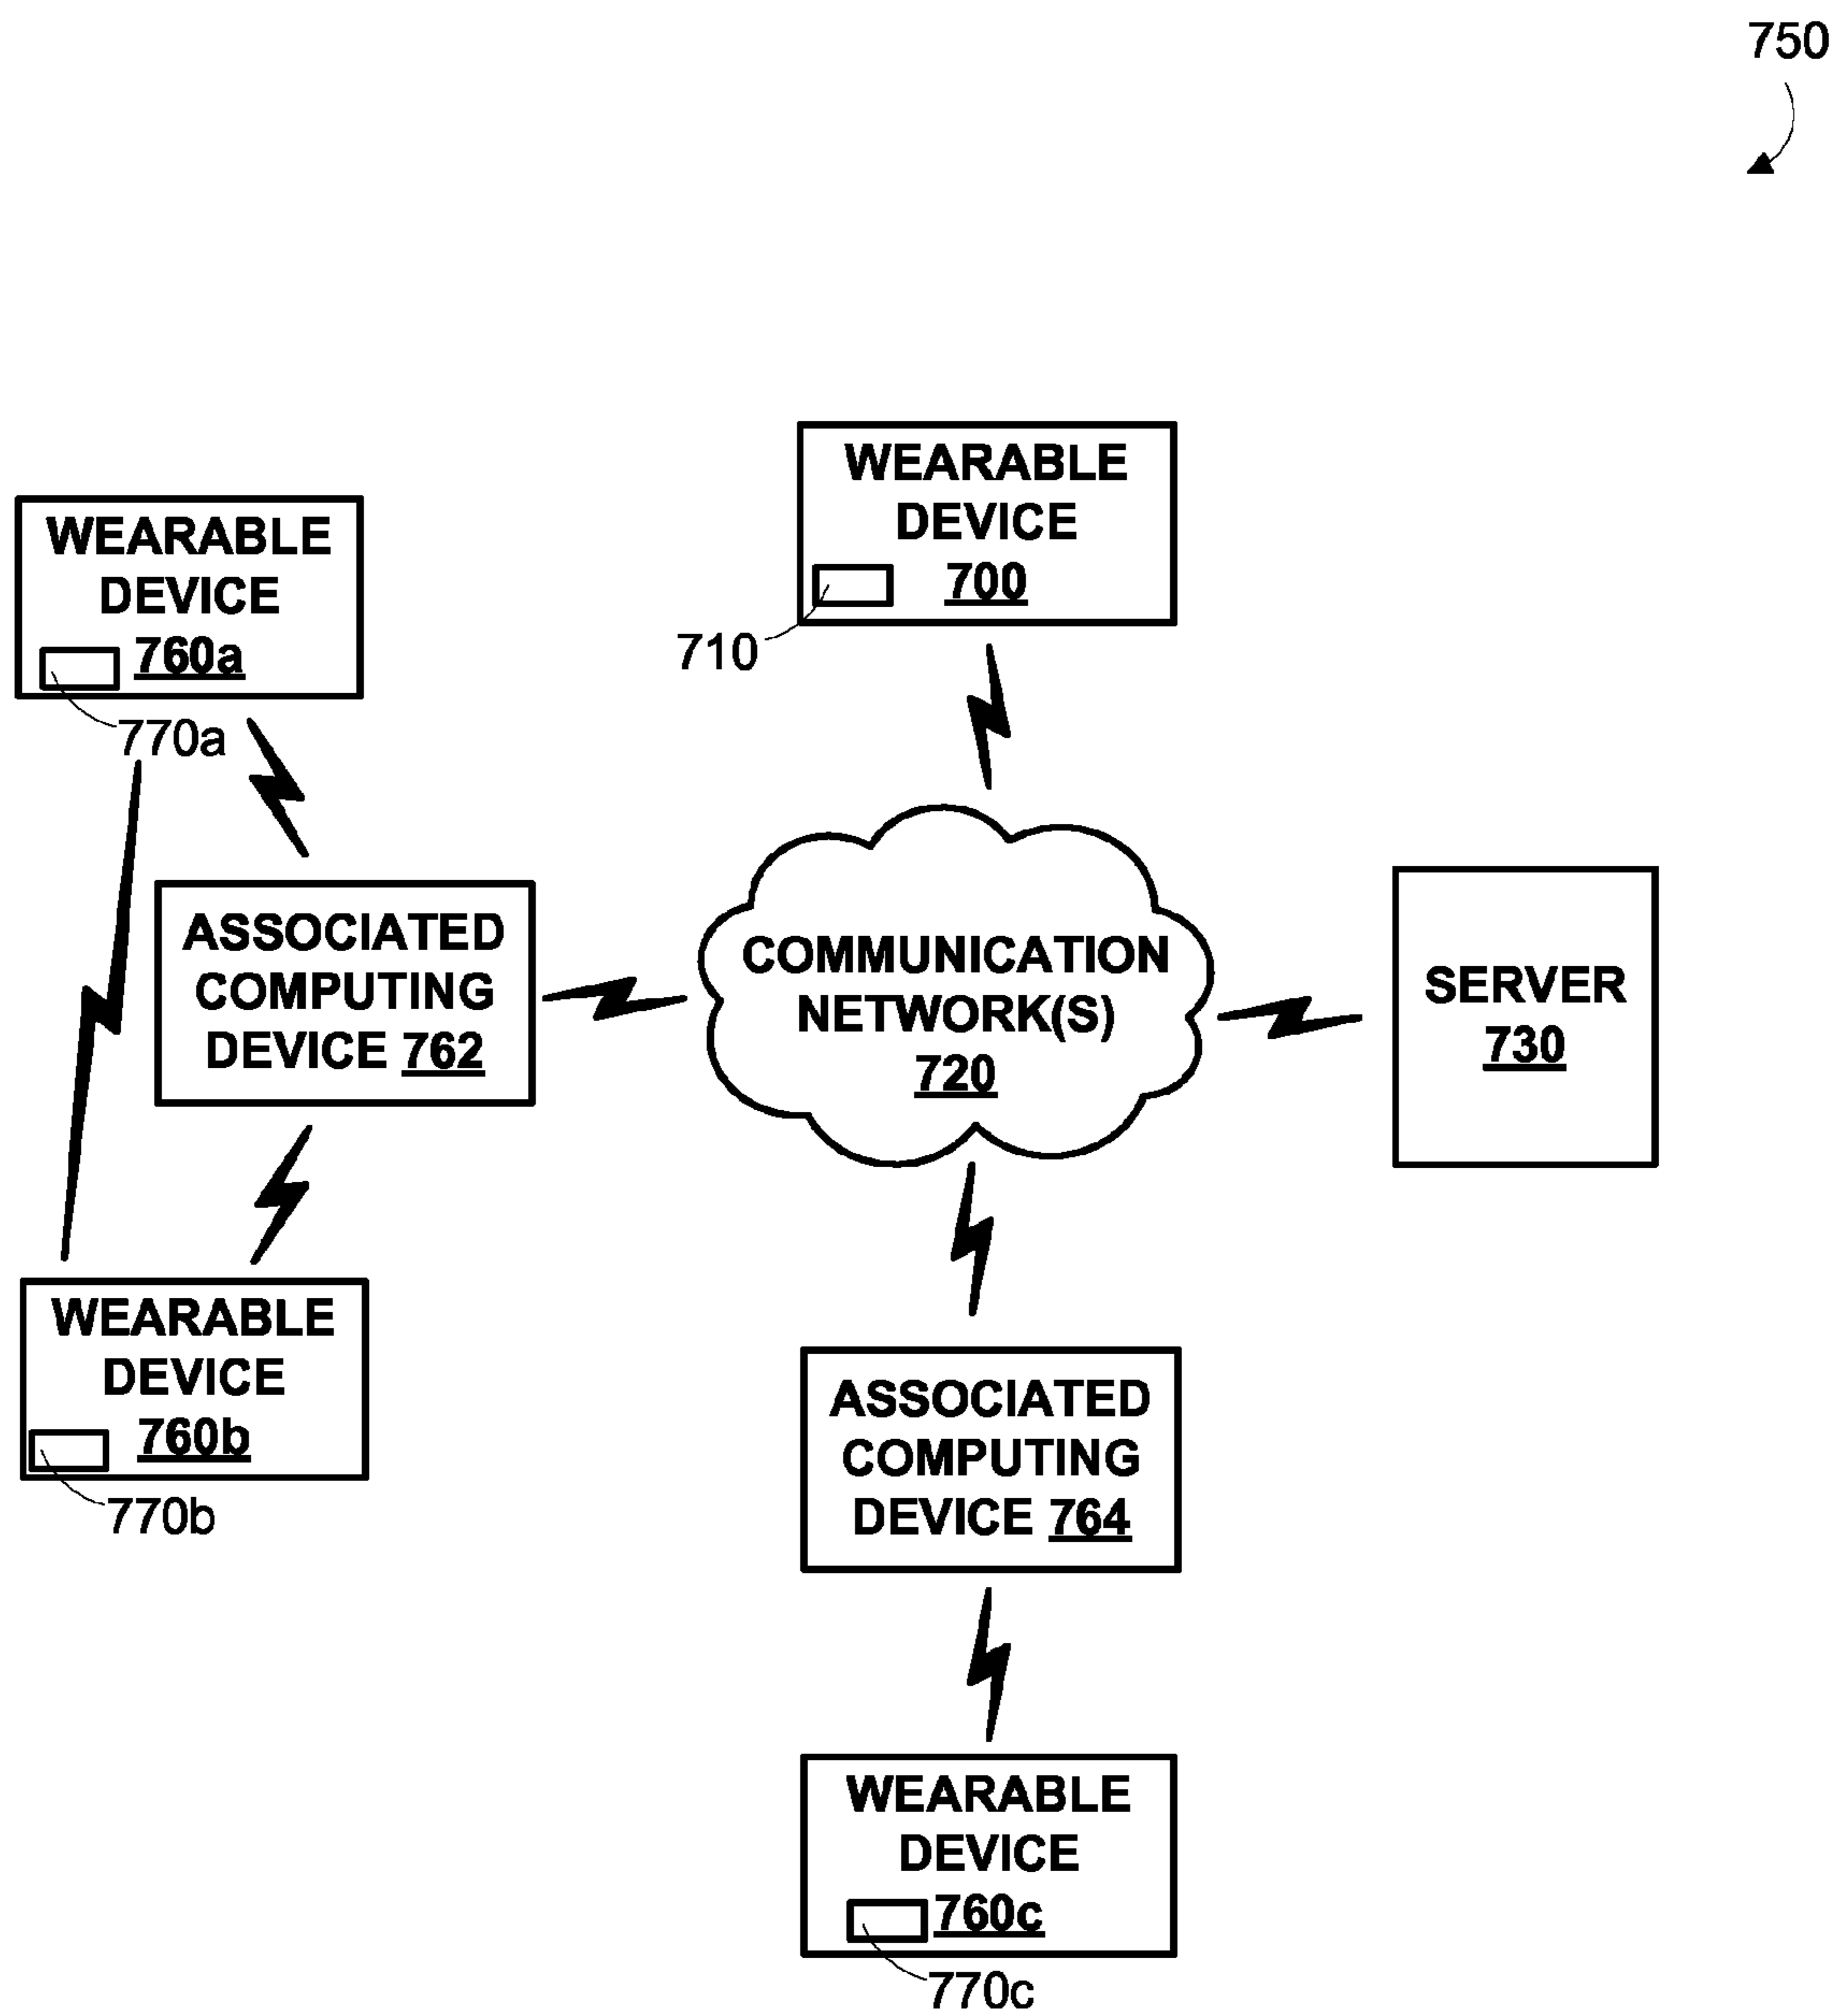 750
WEARABLE
DEVICE
700
710
WEARABLE
DEVICE
760a
770a
ASSOCIATED
COMPUTING
DEVICE 762
COMMUNICATION
NETWORK(S)
720
SERVER
730
WEARABLE
DEVICE
760b
770b
ASSOCIATED
COMPUTING
DEVICE 764
WEARABLE
DEVICE
760c
770c